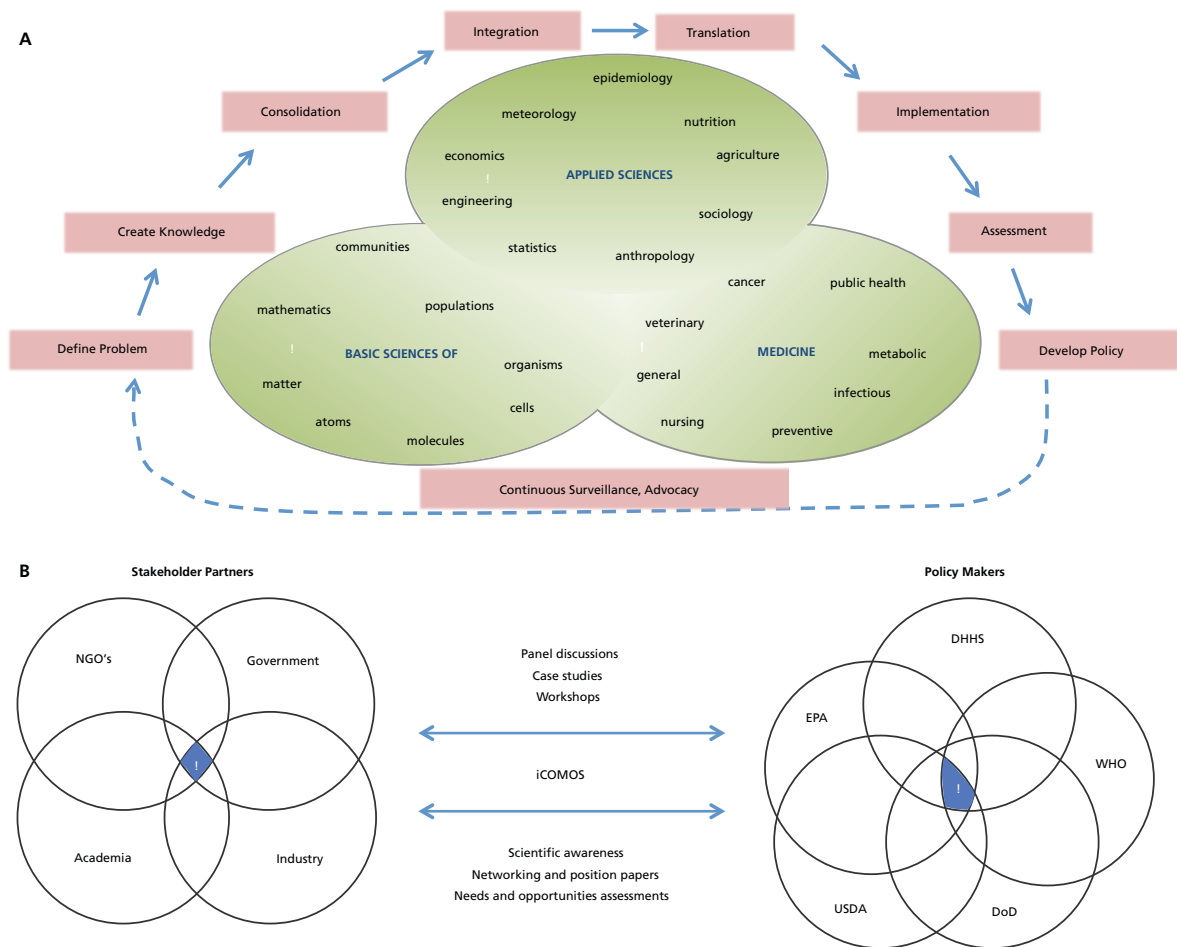 A
Integration
Translation
Consolidation
Implementation
Create Knowledge
Assessment
Define Problem
Develop Policy
epidemiology
meteorology
nutrition
economics
agriculture
!
APPLIED SCIENCES
engineering
sociology
statistics
anthropology
communities
mathematics
populations
!
BASIC SCIENCES OF
organisms
matter
cells
atoms
molecules
cancer
public health
veterinary
!
MEDICINE
metabolic
general
infectious
nursing
preventive
Continuous Surveillance, Advocacy
B
Stakeholder Partners
NGO's
Government
!
Academia
Industry
Panel discussions
Case studies
Workshops
iCOMOS
Scientific awareness
Networking and position papers
Needs and opportunities assessments
Policy Makers
DHHS
EPA
WHO
!
USDA
DoD